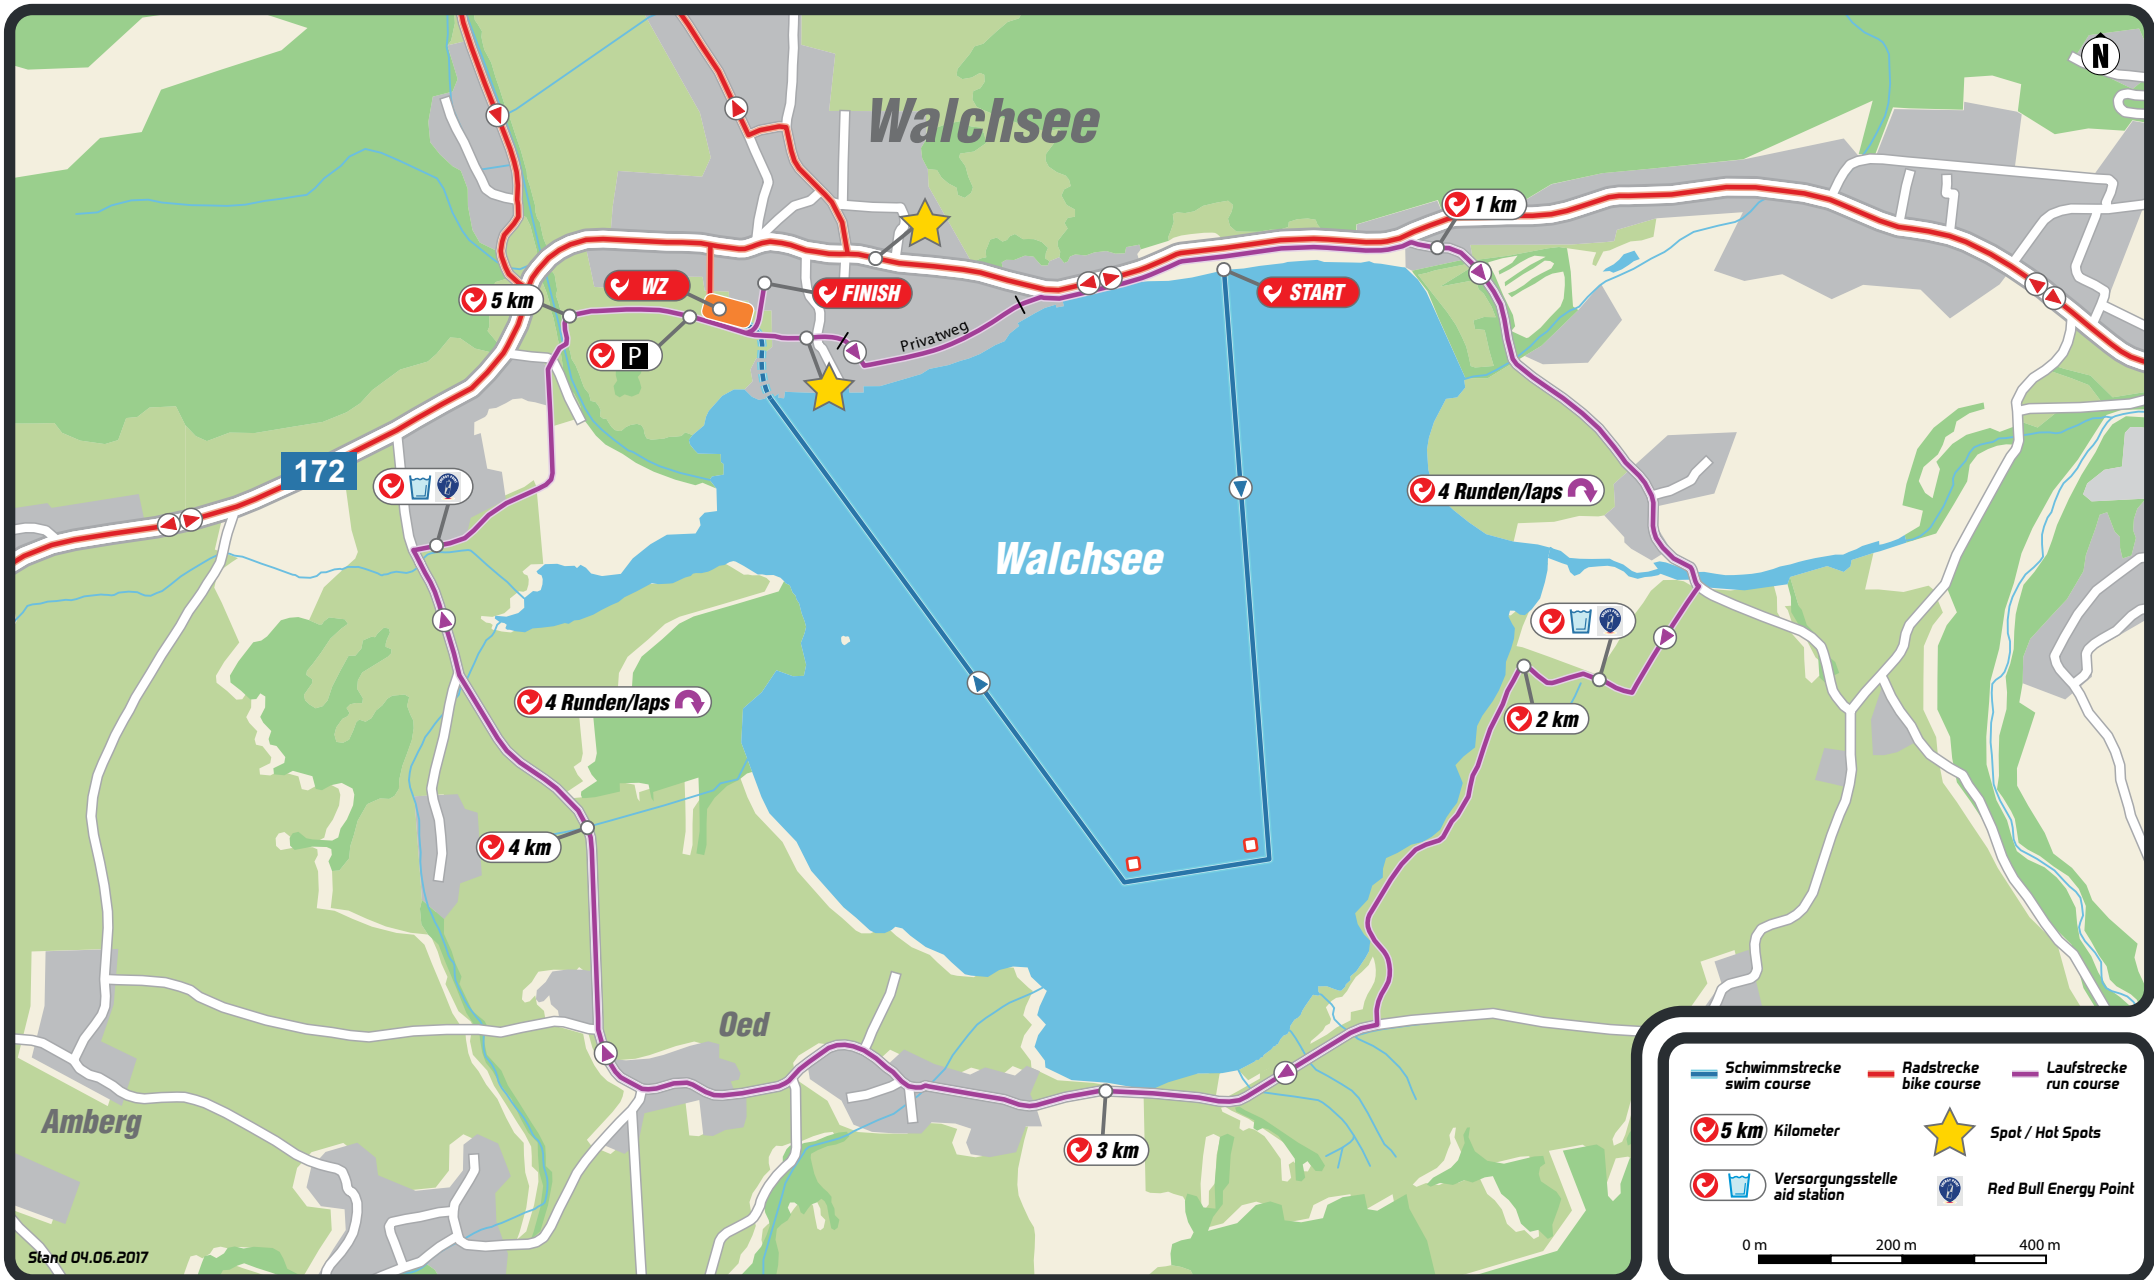 N
Walchsee
1 km
WZ
FINISH
START
5 km
P
Privatweg
172
4 Runden/laps
Walchsee
2 km
4 Runden/laps
4 km
Oed
Amberg
3 km
Schwimmstrecke
swim course
Radstrecke
bike course
Laufstrecke
run course
5 km Kilometer
Spot / Hot Spots
Versorgungsstelle
aid station
Red Bull Energy Point
0 m 200 m 400 m
Stand 04.06.2017